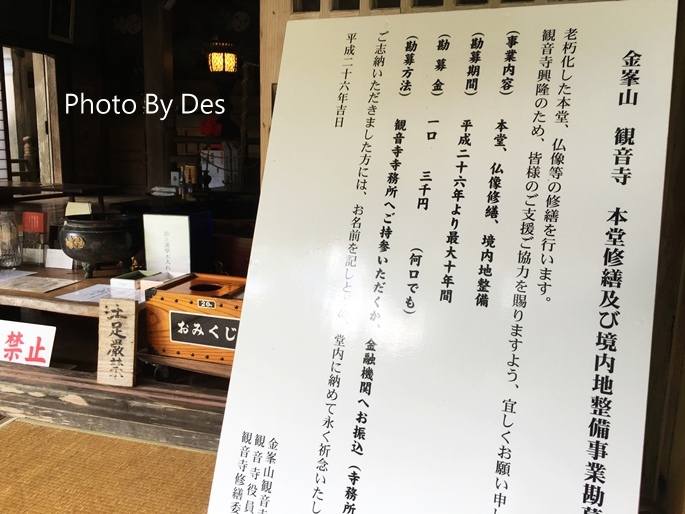 金峯山 観音寺 本堂修繕及び境内地整備事業勘募
老朽化した本堂、仏像等の修繕を行います。
観音寺興隆のため、皆様のご支援ご協力を賜りますよう、宜しくお願い申し
(事業内容) 本堂、仏像修繕、境内地整備
(勘募期間) 平成二十六年より最大十年間
(勘募金) 一口 三千円 (何口でも)
(勘募方法) 観音寺寺務所へご持参いただくか、金融機関へお振込(寺務所
ご志納いただきました方には、お名前を記しと 堂内に納めて永く祈念いたし
平成二十六年吉日
金峯山観音寺
観音寺役員
観音寺修繕委
Photo By Des
おみくじ
土足厳禁
禁止